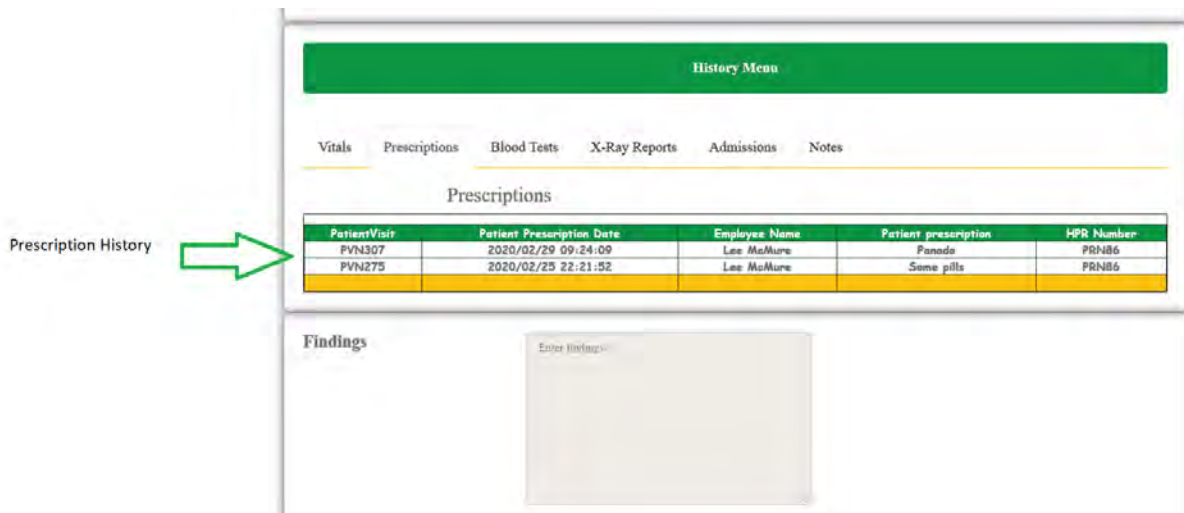 History Menu
Vitals Prescriptions Blood Tests X-Ray Reports Admissions Notes
Prescriptions
PatientVisit Patient Prescription Date Employee Name Patient prescription HPR Number
Prescription History
PVN307 2020/02/29 09:24:09 Lee McMure Panado PRN86
PVN275 2020/02/25 22:21:52 Lee McMure Some pills PRN86
Findings
Enter findings